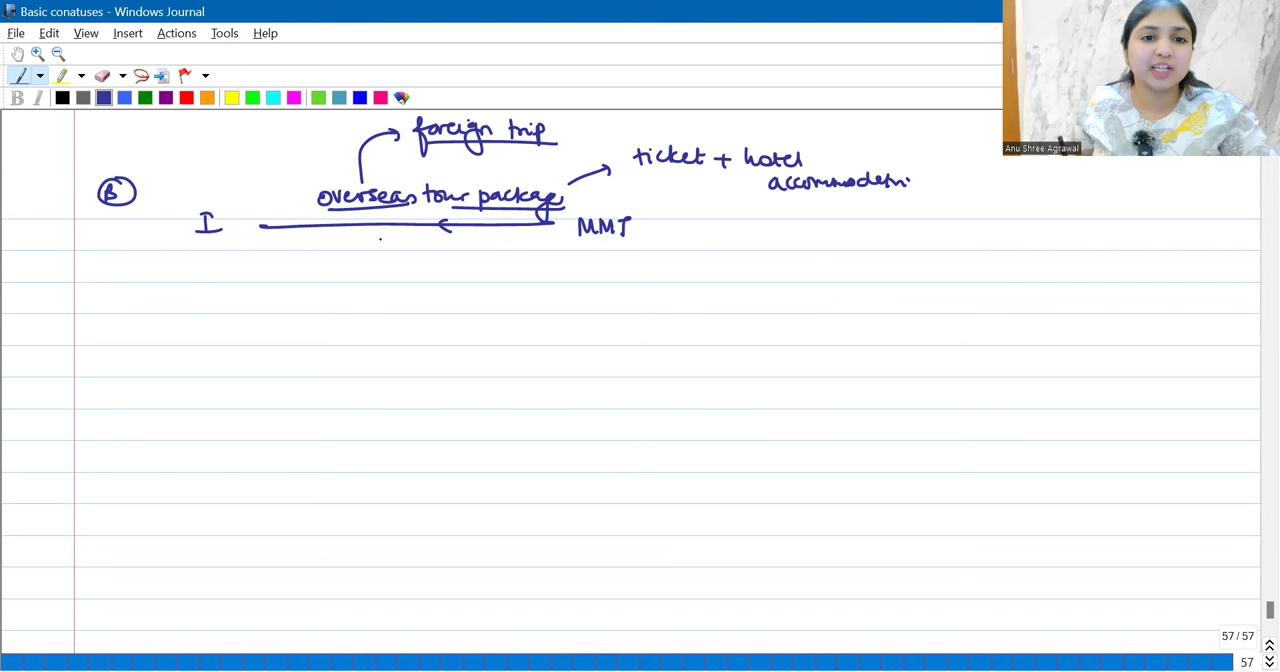 Basic conatuses - Windows Journal
File Edit View Insert Actions Tools Help
B I
Anu Shree Agrawal
foreign trip
ticket + hotel
accommodatni
B
overseas tour package
I MMT
57 / 57
57